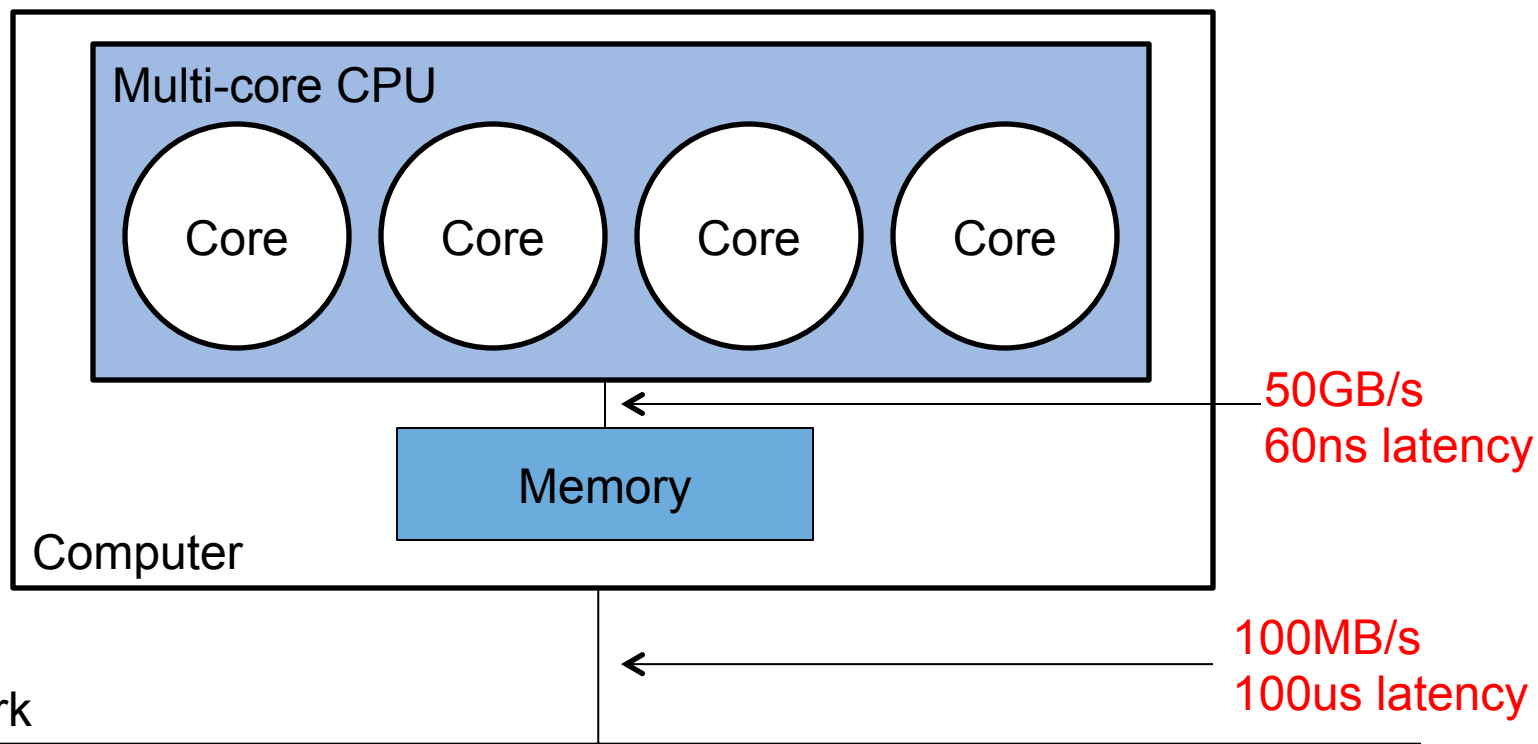 Multi-core CPU
Core Core Core Core
50GB/s
60ns latency
Memory
Computer
100MB/s
100us latency
rk